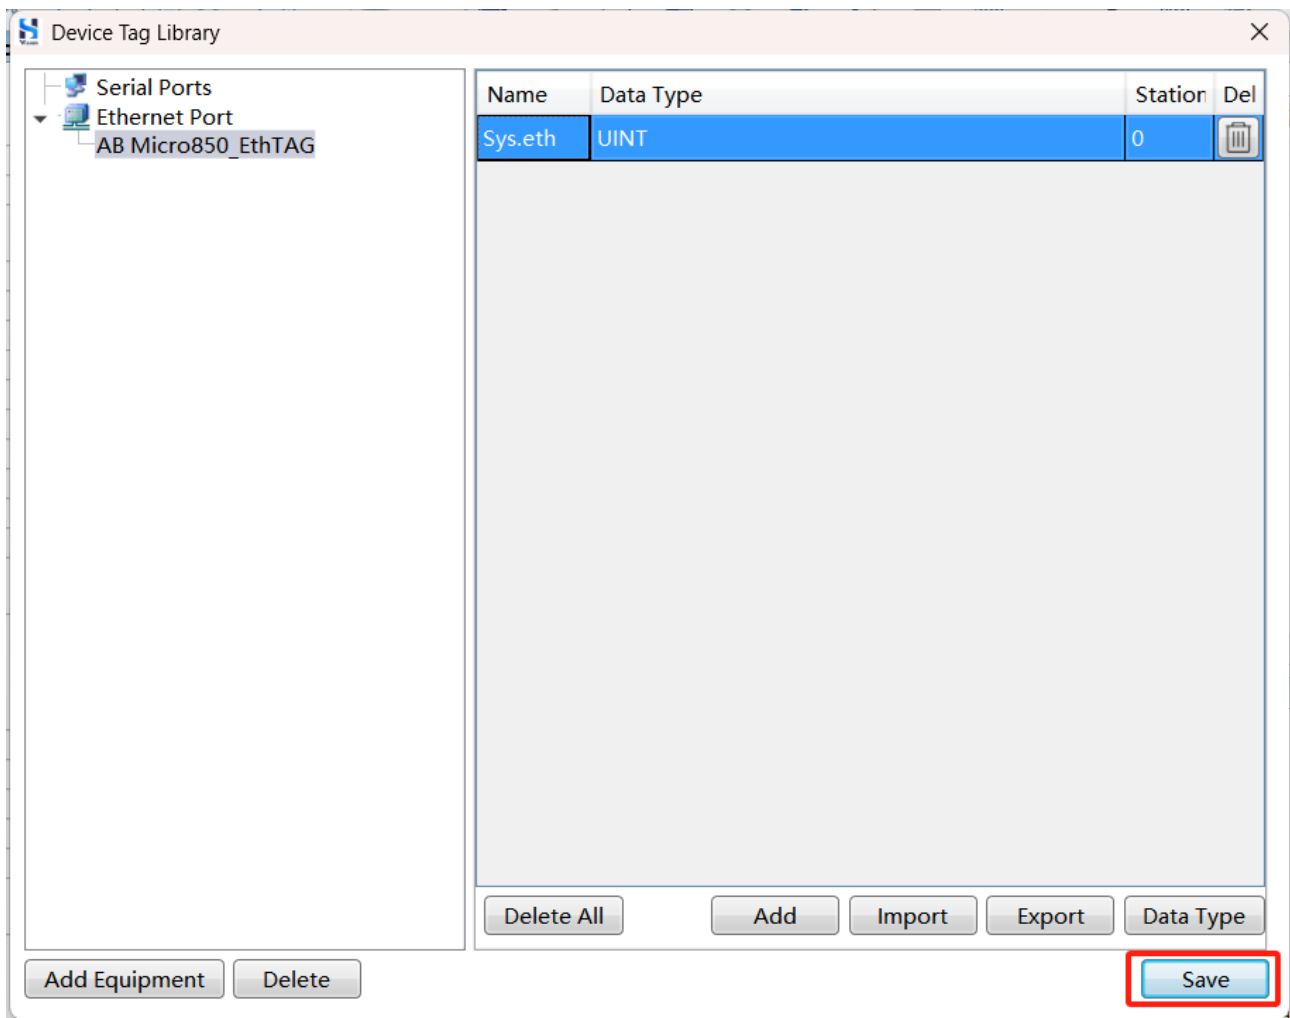 Device Tag Library
Serial Ports
Ethernet Port
AB Micro850_EthTAG
Name Data Type Station Del
Sys.eth UINT 0
Delete All Add Import Export Data Type
Add Equipment Delete Save